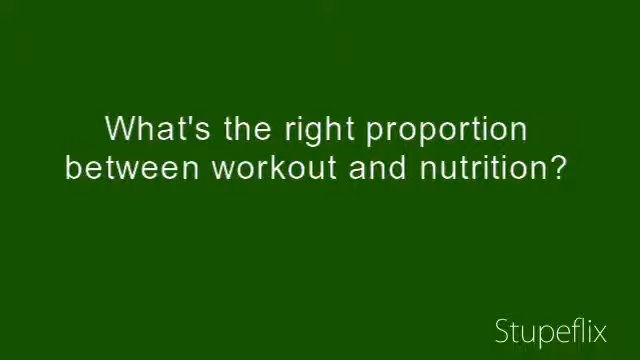 What's the right proportion
between workout and nutrition?
Stupeflix